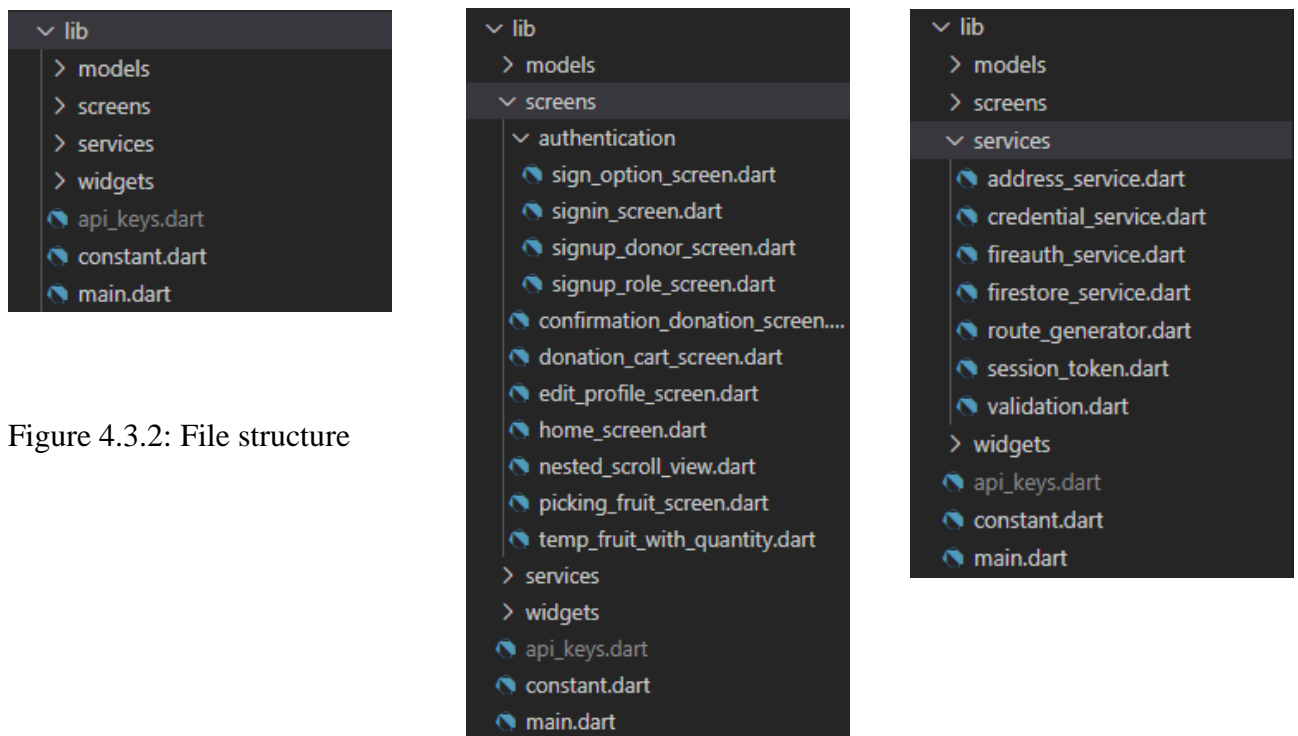 lib
models
screens
services
widgets
api_keys.dart
constant.dart
main.dart
Figure 4.3.2: File structure
lib
models
screens
authentication
sign_option_screen.dart
signin_screen.dart
signup_donor_screen.dart
signup_role_screen.dart
confirmation_donation_screen....
donation_cart_screen.dart
edit_profile_screen.dart
home_screen.dart
nested_scroll_view.dart
picking_fruit_screen.dart
temp_fruit_with_quantity.dart
services
widgets
api_keys.dart
constant.dart
main.dart
lib
models
screens
services
address_service.dart
credential_service.dart
fireauth_service.dart
firestore_service.dart
route_generator.dart
session_token.dart
validation.dart
widgets
api_keys.dart
constant.dart
main.dart